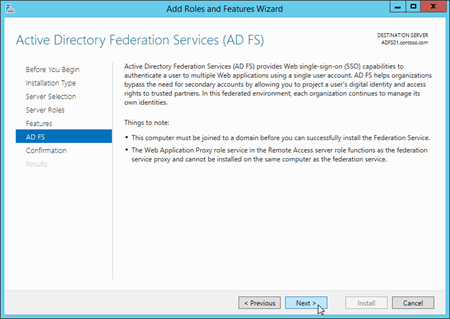 Add Roles and Features Wizard
Active Directory Federation Services (AD FS)
DESTINATION SERVER
ADFS01.contoso.com
Before You Begin
Installation Type
Server Selection
Server Roles
Features
AD FS
Confirmation
Results
Active Directory Federation Services (AD FS) provides Web single-sign-on (SSO) capabilities to
authenticate a user to multiple Web applications using a single user account. AD FS helps organizations
bypass the need for secondary accounts by allowing you to project a user's digital identity and access
rights to trusted partners. In this federated environment, each organization continues to manage its
own identities.
Things to note:
• This computer must be joined to a domain before you can successfully install the Federation Service.
• The Web Application Proxy role service in the Remote Access server role functions as the federation
service proxy and cannot be installed on the same computer as the federation service.
< Previous
Next >
Install
Cancel